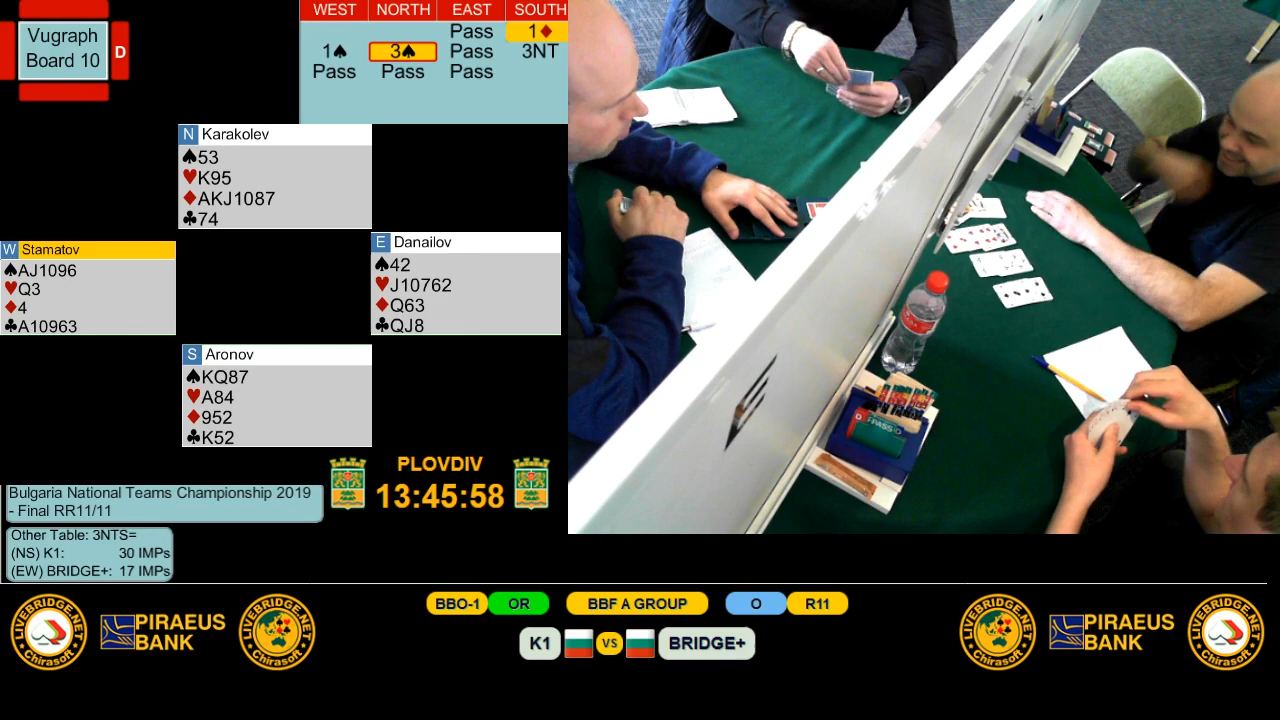 Vugraph
Board 10
D
WEST NORTH EAST SOUTH
Pass 1♦
1♠ 3♠ Pass 3NT
Pass Pass Pass
N Karakolev
♠53
♥K95
♦AKJ1087
♣74
W Stamatov
♠AJ1096
♥Q3
♦4
♣A10963
E Danailov
♠42
♥J10762
♦Q63
♣QJ8
S Aronov
♠KQ87
♥A84
♦952
♣K52
PLOVDIV
13:45:58
Bulgaria National Teams Championship 2019
- Final RR11/11
Other Table: 3NTS=
(NS) K1: 30 IMPs
(EW) BRIDGE+: 17 IMPs
PASS
LIVEBRIDGE.NET
Chirasoft
PIRAEUS
BANK
LIVEBRIDGE.NET
Chirasoft
BBO-1 OR BBF A GROUP O R11
K1 VS BRIDGE+
LIVEBRIDGE.NET
Chirasoft
PIRAEUS
BANK
LIVEBRIDGE.NET
Chirasoft